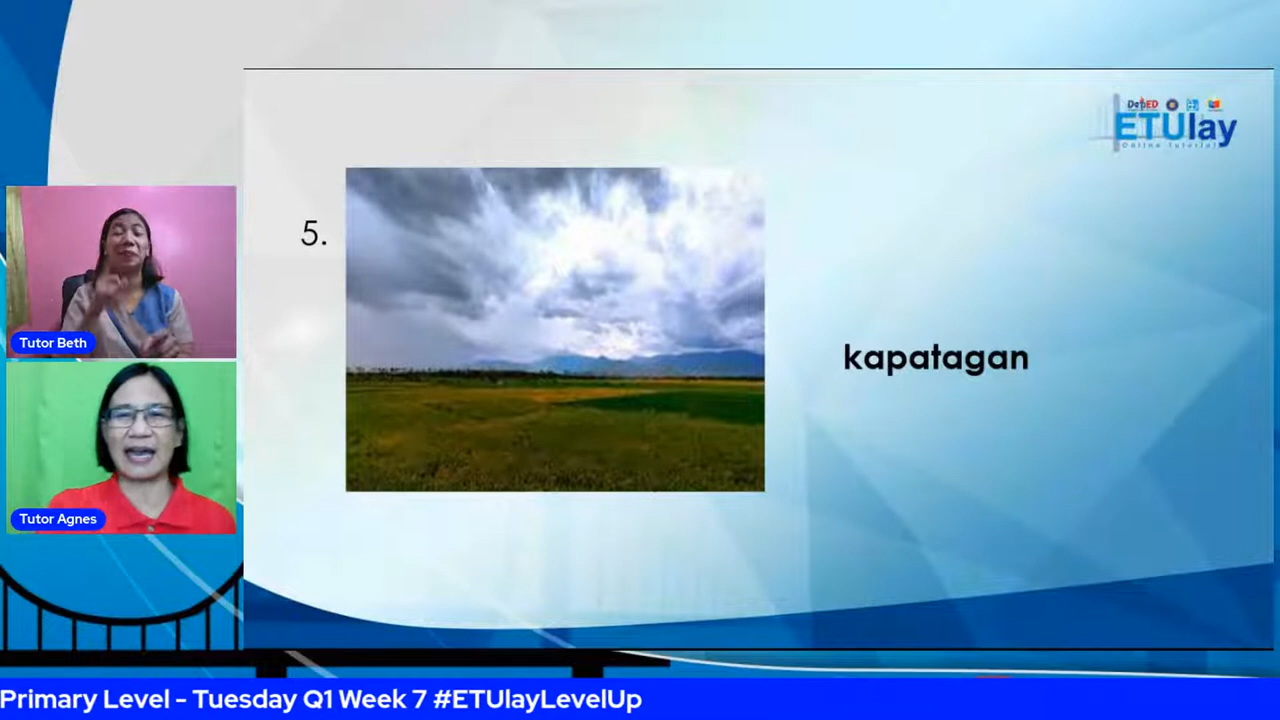 DepED
ETUlay
Online Tutorial
5.
kapatagan
Tutor Beth
Tutor Agnes
Primary Level - Tuesday Q1 Week 7 #ETUlayLevelUp